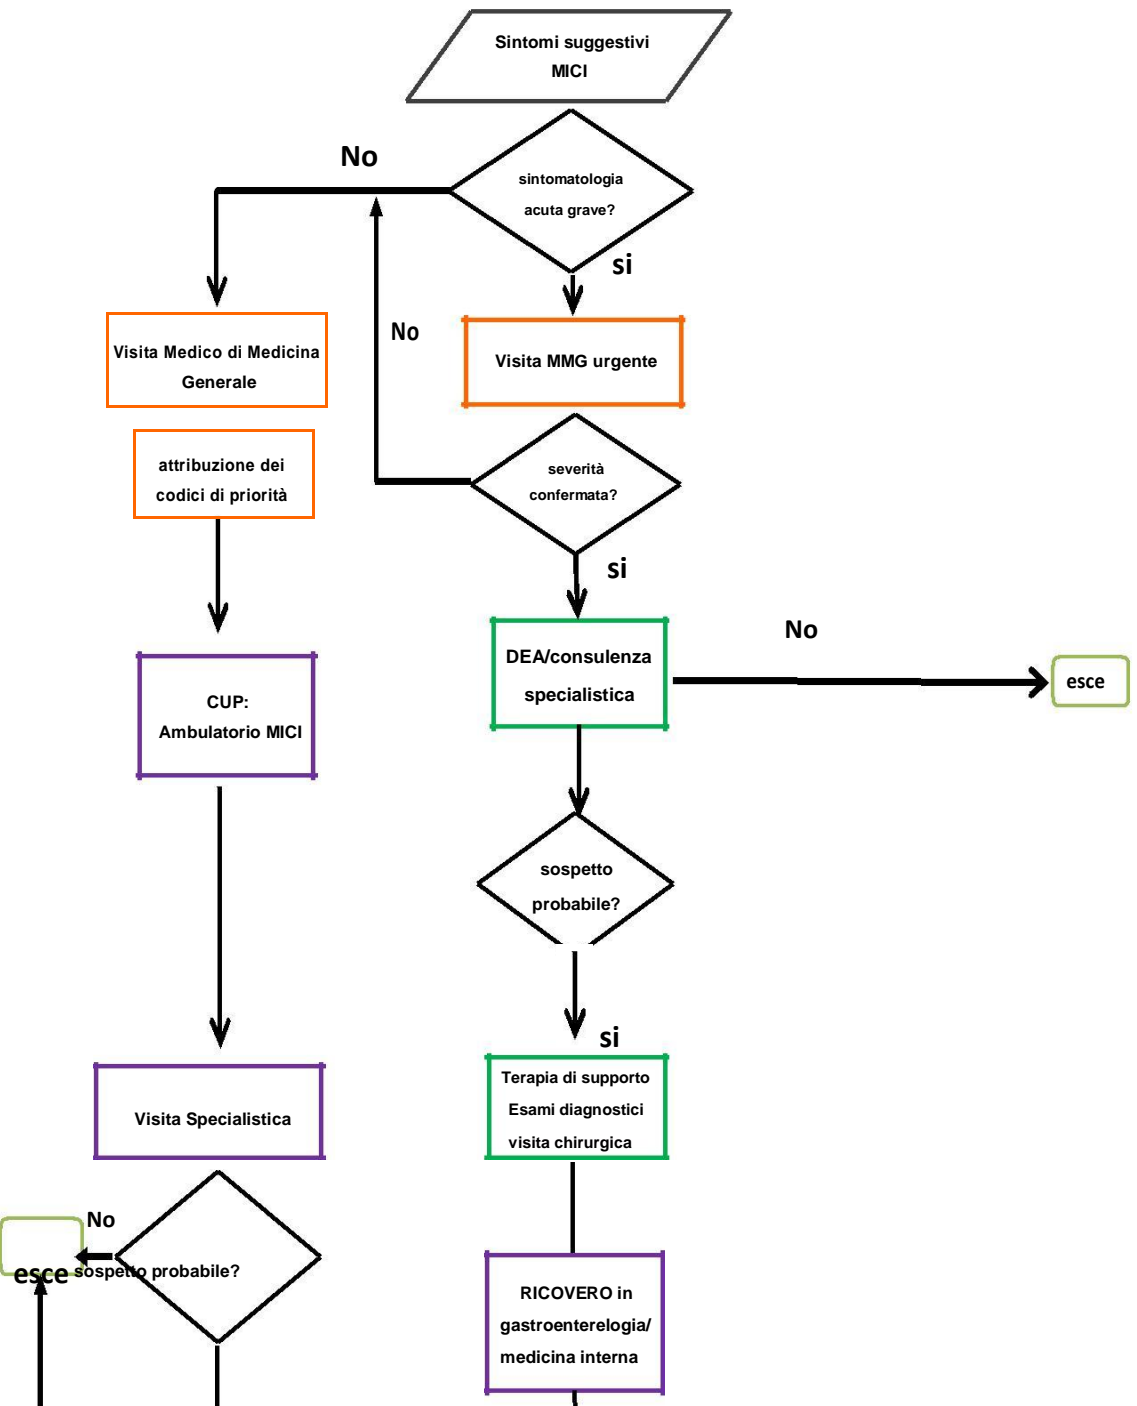 Sintomi suggestivi
MICI
No
sintomatologia
acuta grave?
si
No
Visita Medico di Medicina
Generale
Visita MMG urgente
attribuzione dei
codici di priorità
severità
confermata?
si
No
DEA/consulenza
specialistica
esce
CUP:
Ambulatorio MICI
sospetto
probabile?
si
Terapia di supporto
Esami diagnostici
visita chirurgica
Visita Specialistica
No
esce
sospetto probabile?
RICOVERO in
gastroenterelogia/
medicina interna